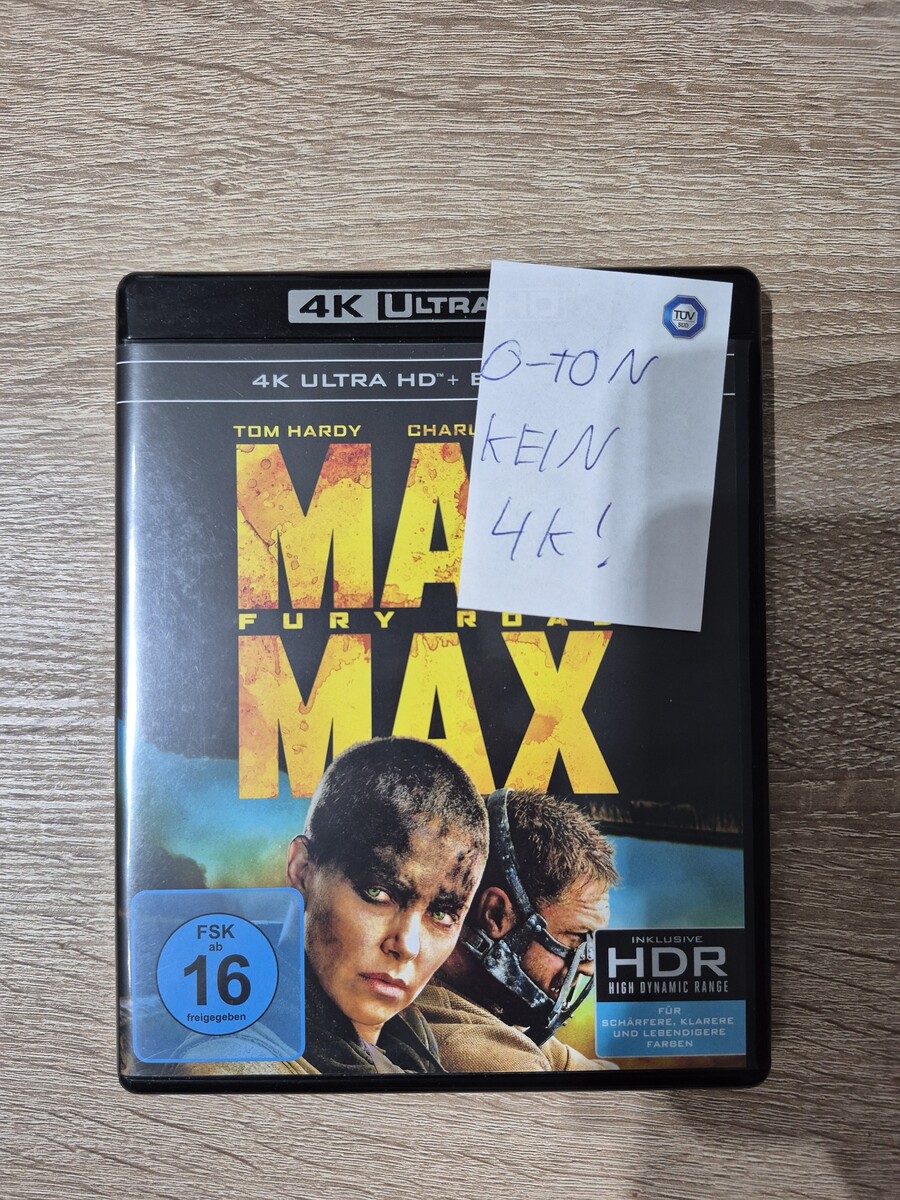 4K ULTRA HD
4K ULTRA HD™ +
TÜV
SÜD
O-TON
KEIN
4K!
TOM HARDY CHARL
MA
FURY ROAD
MAX
FSK
ab
16
freigegeben
INKLUSIVE
HDR
HIGH DYNAMIC RANGE
FÜR
SCHÄRFERE, KLARERE
UND LEBENDIGERE
FARBEN